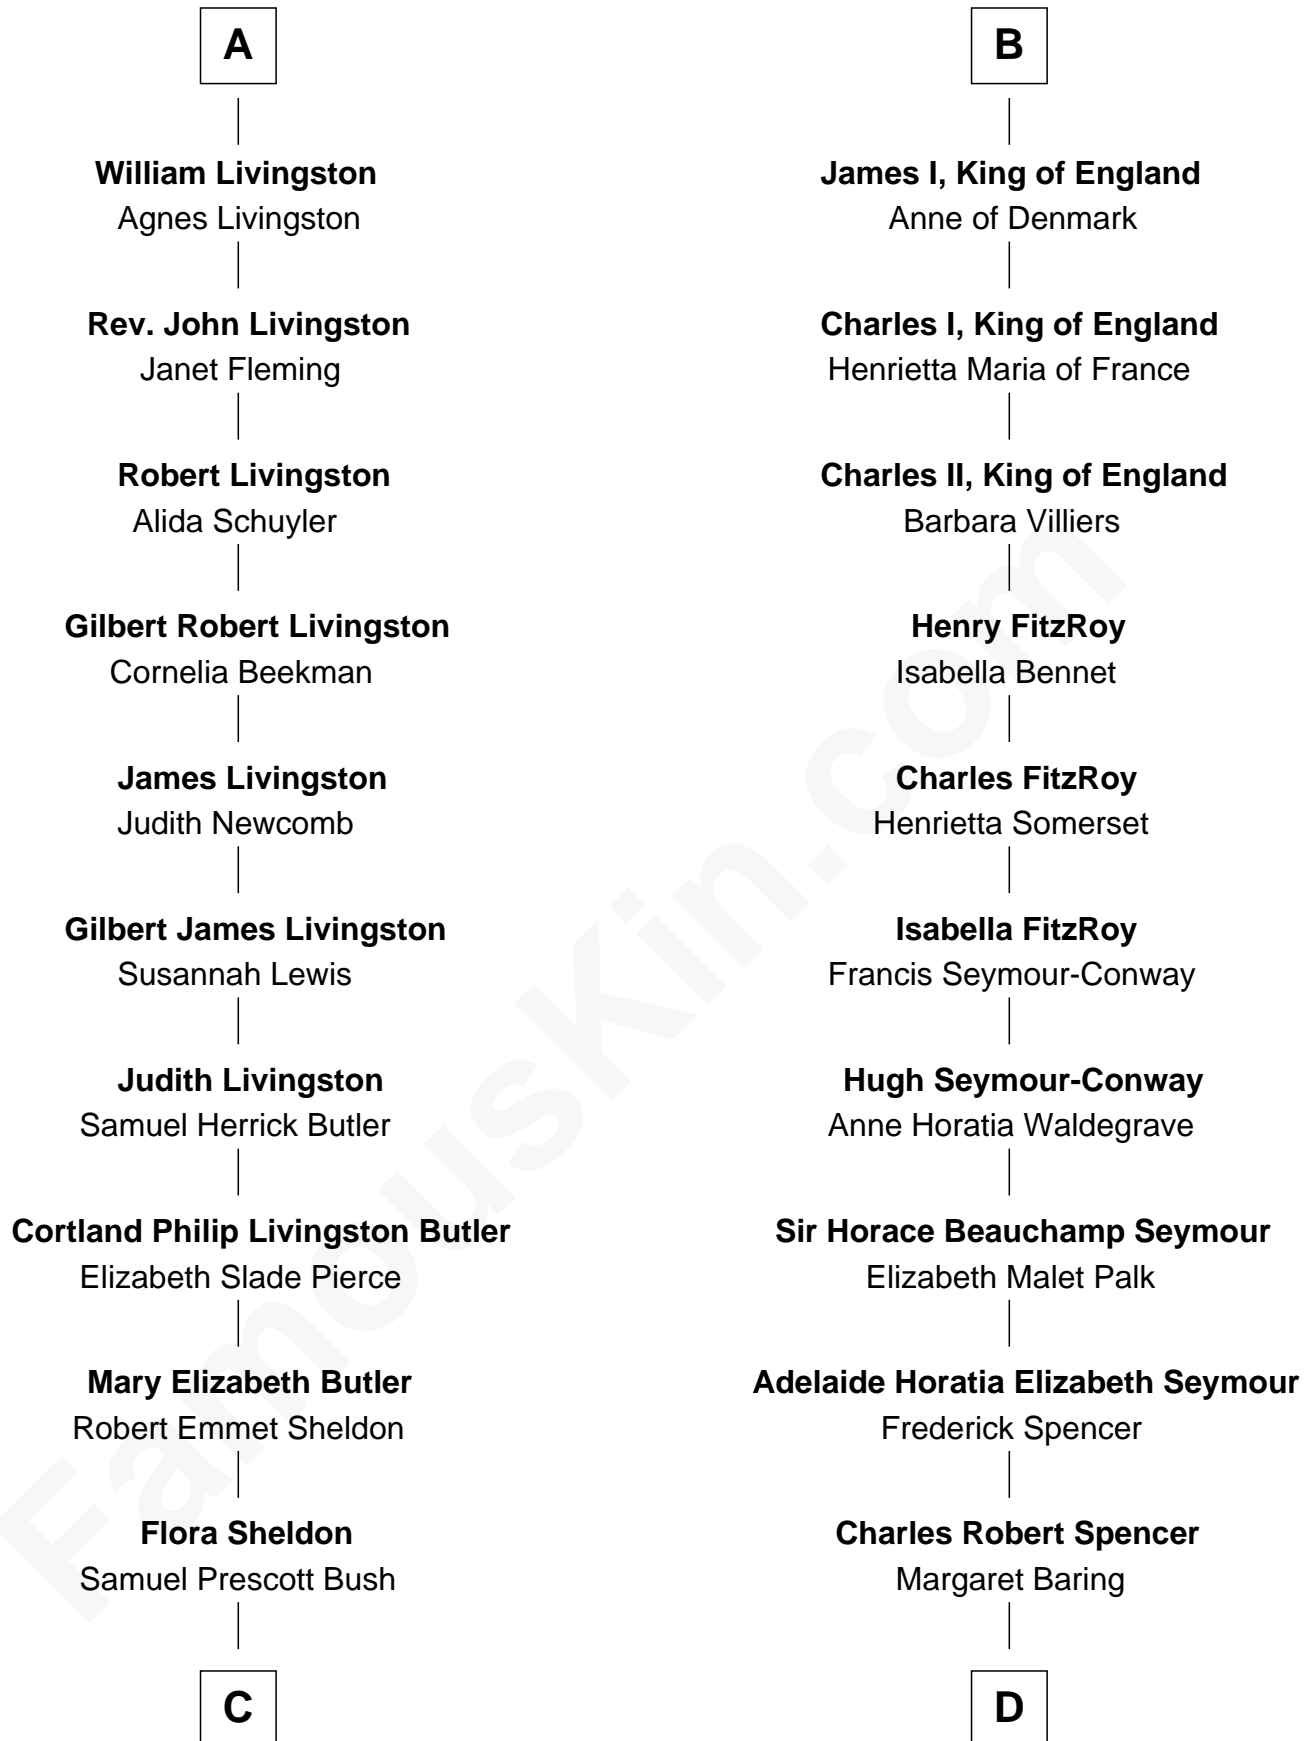 A
William Livingston
Agnes Livingston
Rev. John Livingston
Janet Fleming
Robert Livingston
Alida Schuyler
Gilbert Robert Livingston
Cornelia Beekman
James Livingston
Judith Newcomb
Gilbert James Livingston
Susannah Lewis
Judith Livingston
Samuel Herrick Butler
Cortland Philip Livingston Butler
Elizabeth Slade Pierce
Mary Elizabeth Butler
Robert Emmet Sheldon
Flora Sheldon
Samuel Prescott Bush
C
B
James I, King of England
Anne of Denmark
Charles I, King of England
Henrietta Maria of France
Charles II, King of England
Barbara Villiers
Henry FitzRoy
Isabella Bennet
Charles FitzRoy
Henrietta Somerset
Isabella FitzRoy
Francis Seymour-Conway
Hugh Seymour-Conway
Anne Horatia Waldegrave
Sir Horace Beauchamp Seymour
Elizabeth Malet Palk
Adelaide Horatia Elizabeth Seymour
Frederick Spencer
Charles Robert Spencer
Margaret Baring
D
FamousKin.com